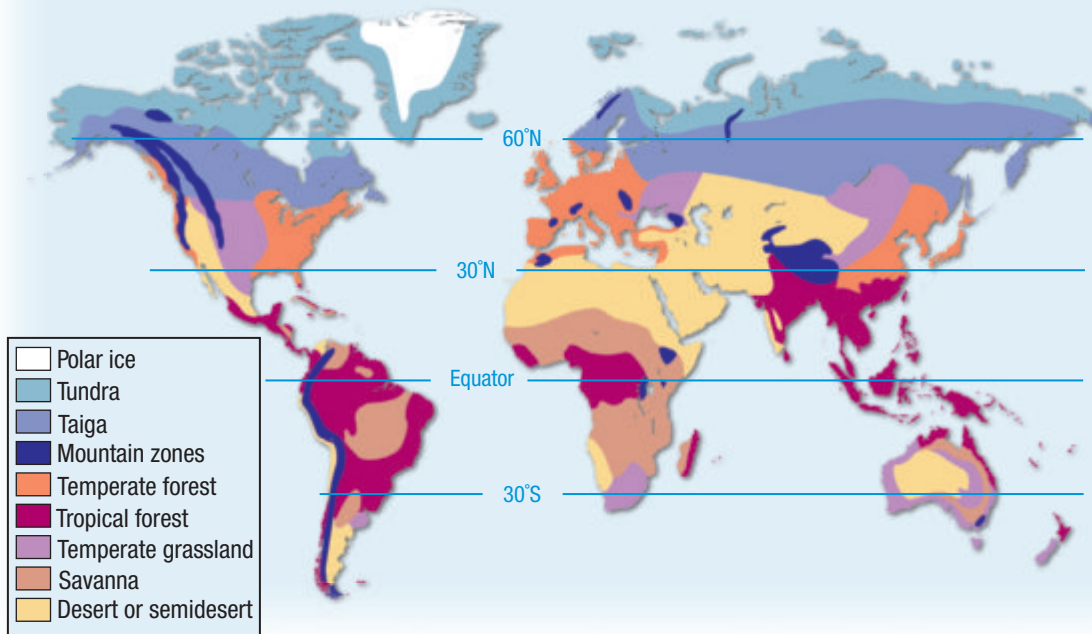 60°N
30°N
Equator
30°S
Polar ice
Tundra
Taiga
Mountain zones
Temperate forest
Tropical forest
Temperate grassland
Savanna
Desert or semidesert